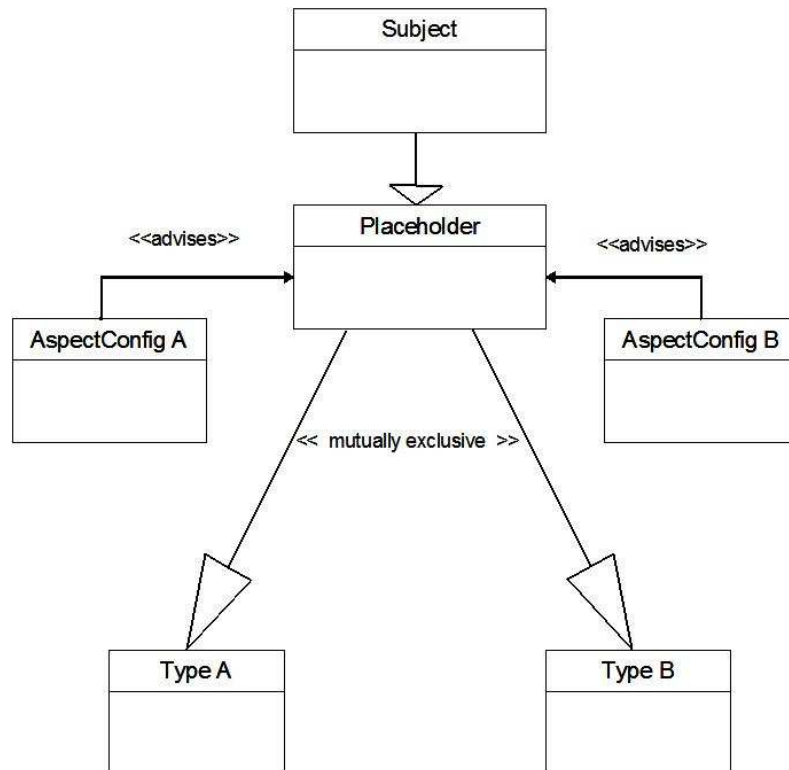 Subject
Placeholder
<<advises>>
<<advises>>
AspectConfig A
AspectConfig B
<< mutually exclusive >>
Type A
Type B